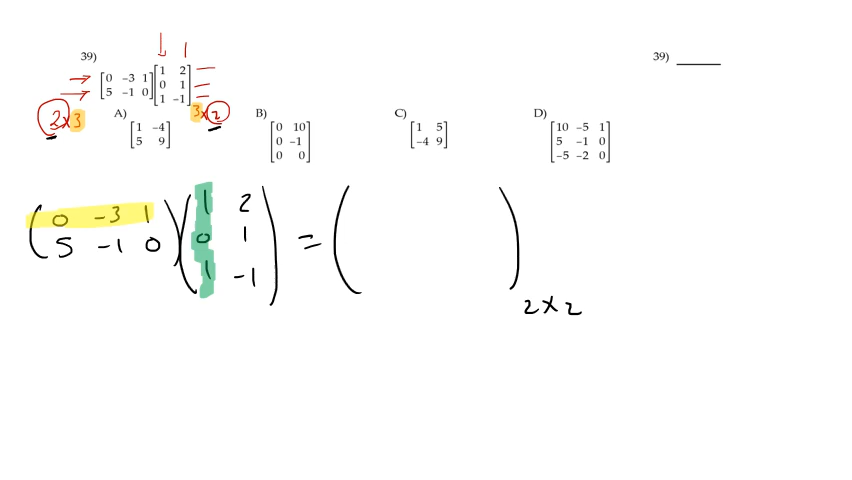 39)
39) ______
[0 -3 1] [1 2]
[5 -1 0] [0 1]
[1 -1]
2x3 3x2
A) B) C) D)
[1 -4] [0 10] [1 5] [10 -5 1]
[5 9] [0 -1] [-4 9] [5 -1 0]
[0 0] [-5 -2 0]
(0 -3 1) (1 2) = ( )
(5 -1 0) (0 1)
(1 -1)
2x2